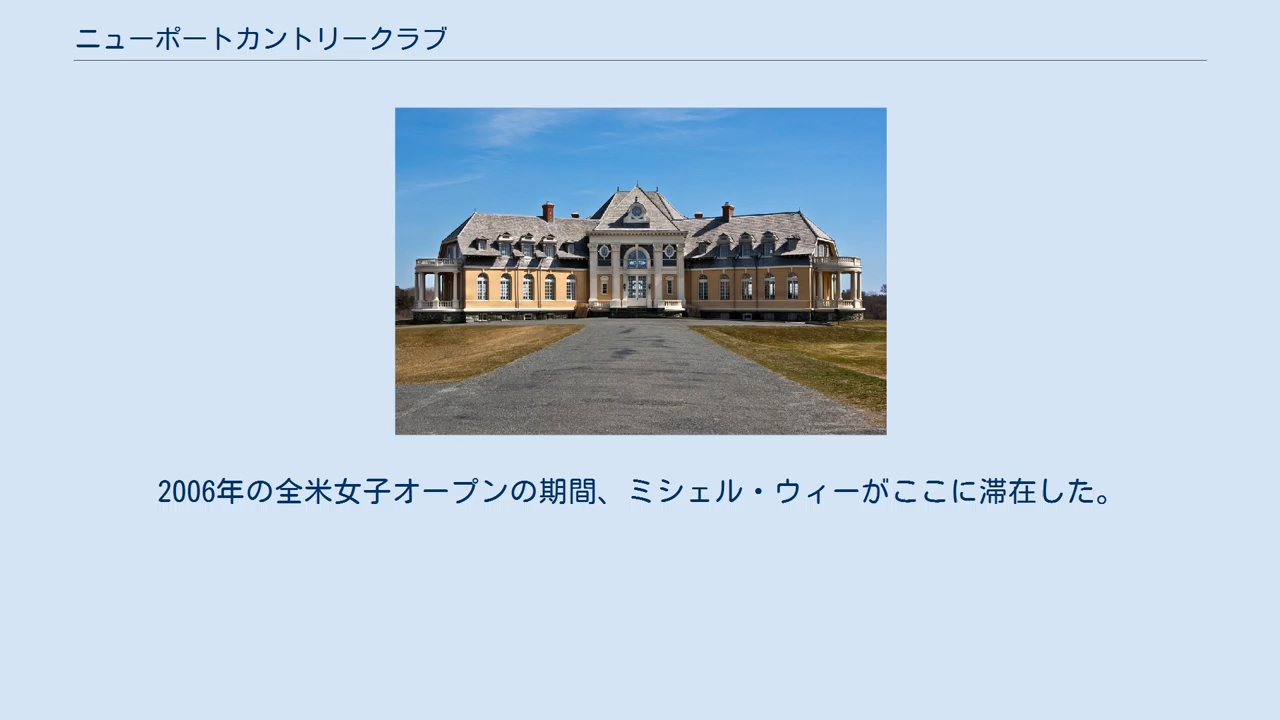 ニューポートカントリークラブ
2006年の全米女子オープンの期間、ミシェル・ウィーがここに滞在した。